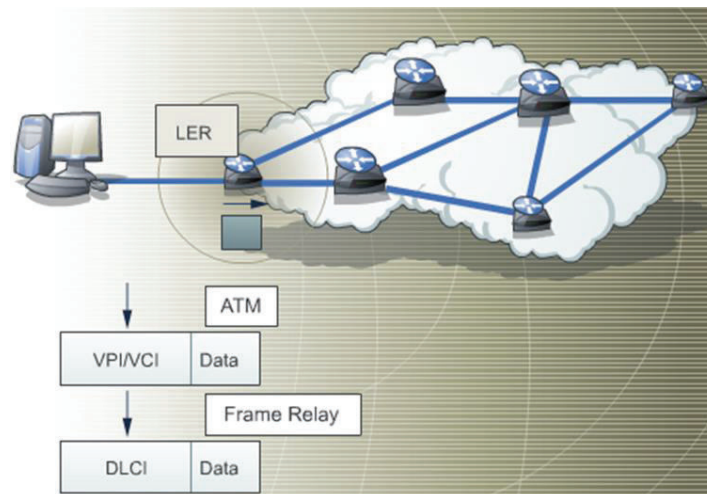 LER
ATM
VPI/VCI Data
Frame Relay
DLCI Data